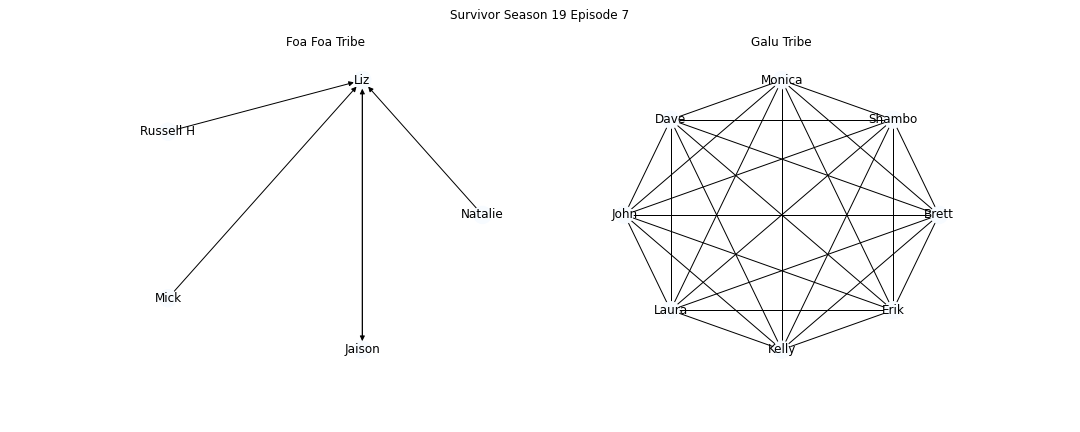 Survivor Season 19 Episode 7
Foa Foa Tribe
Galu Tribe
Liz
Russell H
Natalie
Mick
Jaison
Monica
Dave
Shambo
John
Brett
Laura
Erik
Kelly